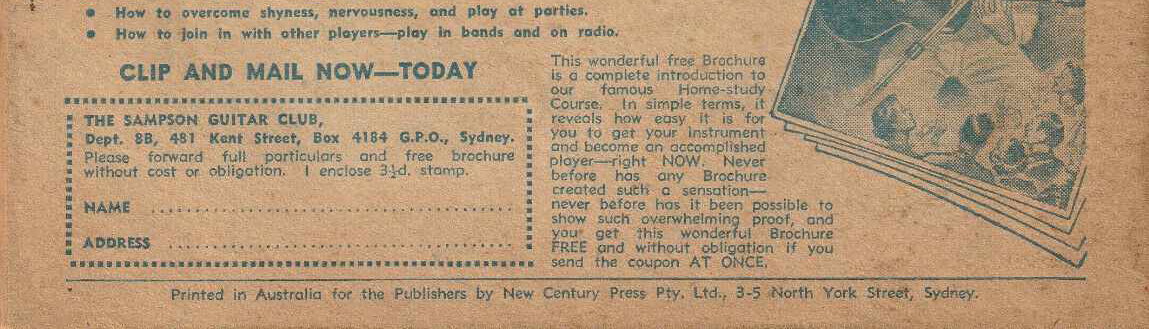 • How to overcome shyness, nervousness, and play at parties.
• How to join in with other players—play in bands and on radio.
CLIP AND MAIL NOW—TODAY
THE SAMPSON GUITAR CLUB,
Dept. 8B, 481 Kent Street, Box 4184 G.P.O., Sydney.
Please forward full particulars and free brochure
without cost or obligation. I enclose 3½d. stamp.
NAME ................................................
ADDRESS ................................................
This wonderful free Brochure
is a complete introduction to
our famous Home-study
Course. In simple terms, it
reveals how easy it is for
you to get your instrument
and become an accomplished
player—right NOW. Never
before has any Brochure
created such a sensation—
never before has it been possible to
show such overwhelming proof, and
you get this wonderful Brochure
FREE and without obligation if you
send the coupon AT ONCE.
Printed in Australia for the Publishers by New Century Press Pty. Ltd., 3-5 North York Street, Sydney.